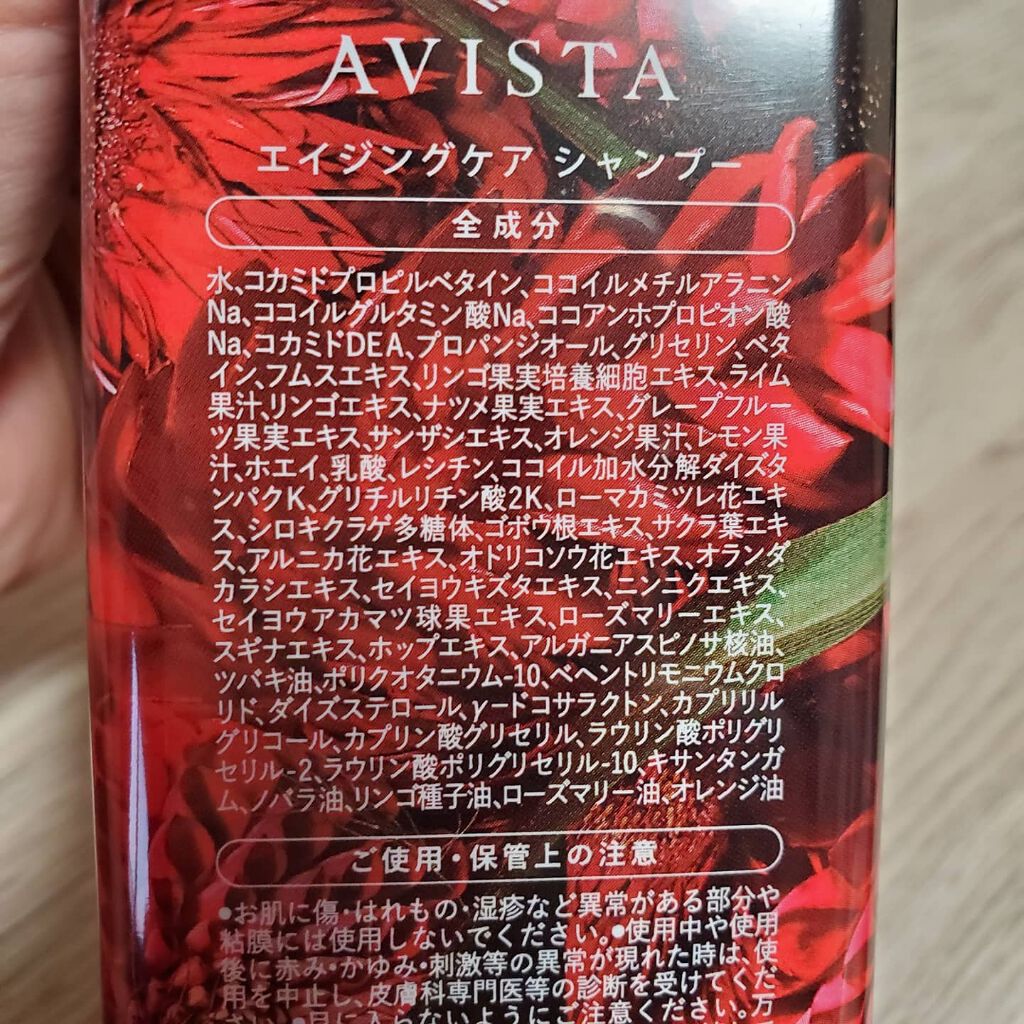 AVISTA
エイジングケア シャンプー
全成分
水、コカミドプロピルベタイン、ココイルメチルアラニン
Na、ココイルグルタミン酸Na、ココアンホプロピオン酸
Na、コカミドDEA、プロパンジオール、グリセリン、ベタ
イン、フムスエキス、リンゴ果実培養細胞エキス、ライム
果汁、リンゴエキス、ナツメ果実エキス、グレープフルー
ツ果実エキス、サンザシエキス、オレンジ果汁、レモン果
汁、ホエイ、乳酸、レシチン、ココイル加水分解ダイズタ
ンパクK、グリチルリチン酸2K、ローマカミツレ花エキ
ス、シロキクラゲ多糖体、ゴボウ根エキス、サクラ葉エキ
ス、アルニカ花エキス、オドリコソウ花エキス、オランダ
カラシエキス、セイヨウキズタエキス、ニンニクエキス、
セイヨウアカマツ球果エキス、ローズマリーエキス、
スギナエキス、ホップエキス、アルガニアスピノサ核油、
ツバキ油、ポリクオタニウム-10、ベヘントリモニウムクロ
リド、ダイズステロール、γ-ドコサラクトン、カプリリル
グリコール、カプリン酸グリセリル、ラウリン酸ポリグリ
セリル-2、ラウリン酸ポリグリセリル-10、キサンタンガ
ム、ノバラ油、リンゴ種子油、ローズマリー油、オレンジ油
ご使用・保管上の注意
●お肌に傷・はれもの・湿疹など異常がある部分や
粘膜には使用しないでください。●使用中や使用
後に赤み・かゆみ・刺激等の異常が現れた時は、使
用を中止し、皮膚科専門医等の診断を受けてくだ
さい。●目に入らないようにご注意ください。万